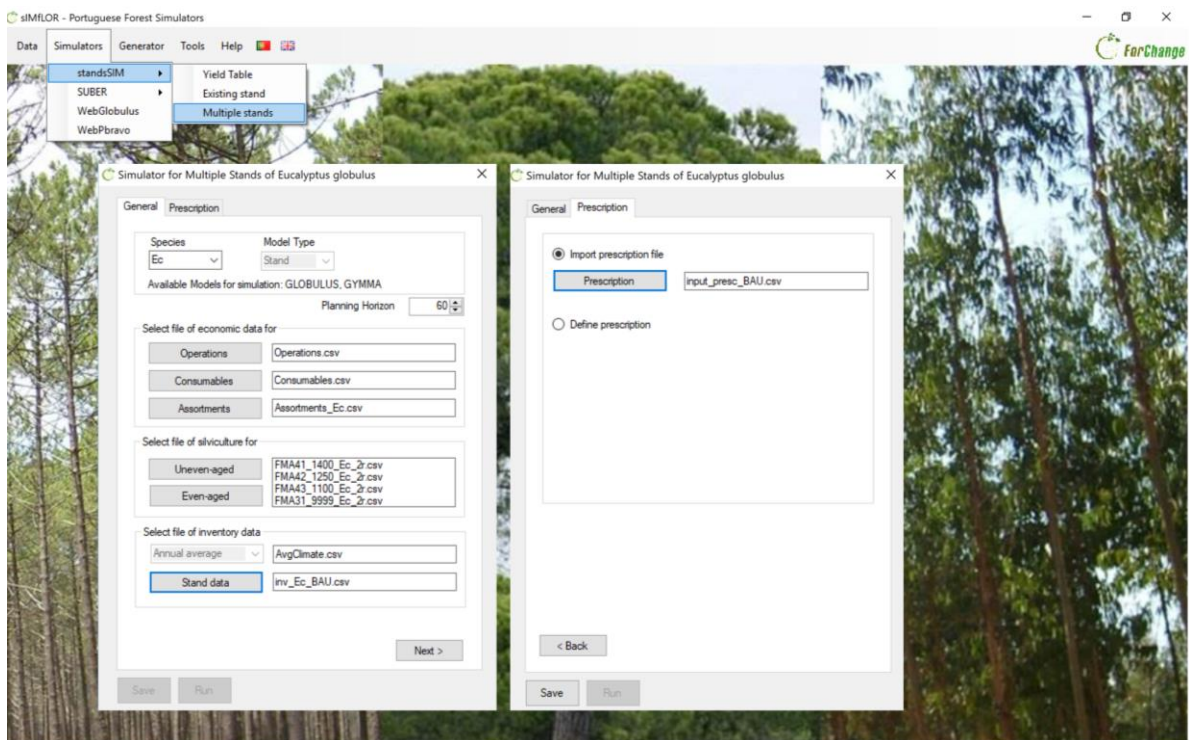 sIMfLOR - Portuguese Forest Simulators
Data Simulators Generator Tools Help
ForChange
standsSIM
SUBER
WebGlobulus
WebPbravo
Yield Table
Existing stand
Multiple stands
Simulator for Multiple Stands of Eucalyptus globulus
General Prescription
Species Model Type
Ec Stand
Available Models for simulation: GLOBULUS, GYMMA
Planning Horizon 60
Select file of economic data for
Operations Operations.csv
Consumables Consumables.csv
Assortments Assortments_Ec.csv
Select file of silviculture for
Uneven-aged
Even-aged
FMA41_1400_Ec_2r.csv
FMA42_1250_Ec_2r.csv
FMA43_1100_Ec_2r.csv
FMA31_9999_Ec_2r.csv
Select file of inventory data
Annual average AvgClimate.csv
Stand data inv_Ec_BAU.csv
Next >
Save Run
Simulator for Multiple Stands of Eucalyptus globulus
General Prescription
Import prescription file
Prescription input_presc_BAU.csv
Define prescription
< Back
Save Run